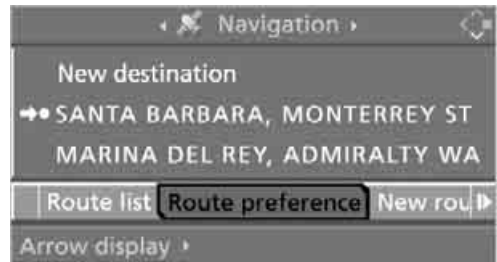 Navigation
New destination
SANTA BARBARA, MONTERREY ST
MARINA DEL REY, ADMIRALTY WA
Route list Route preference New rou
Arrow display